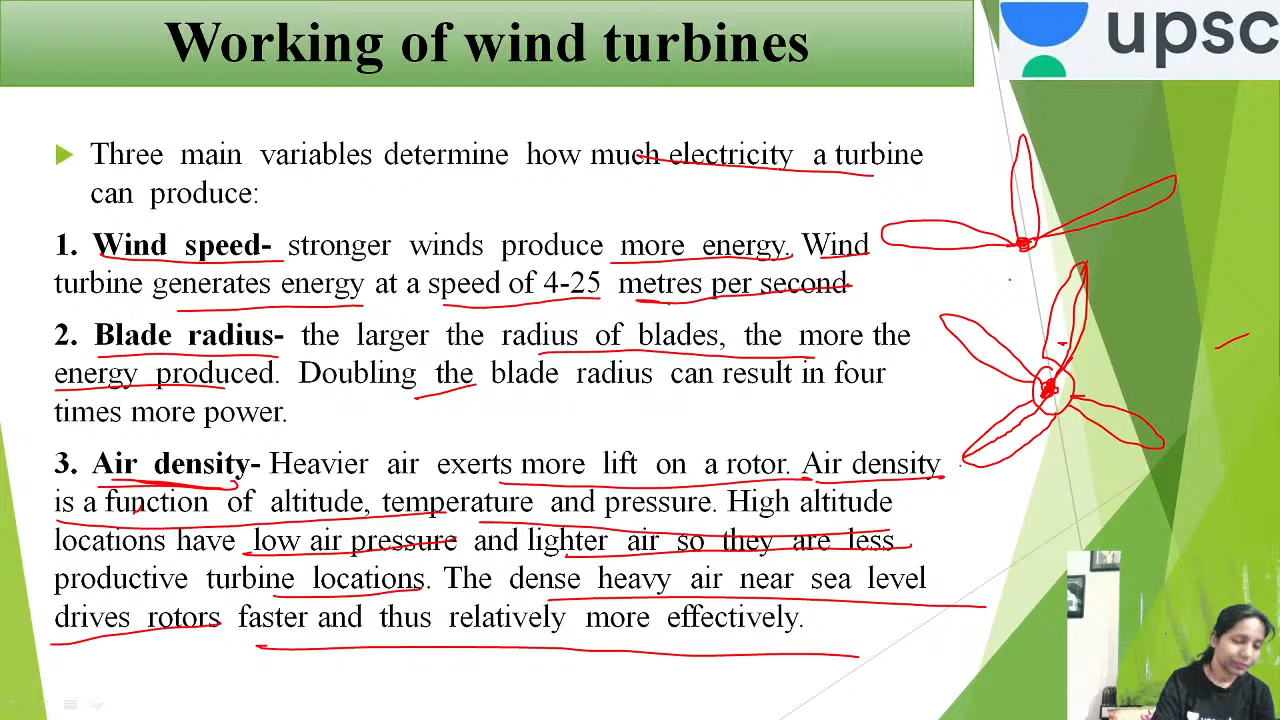 Working of wind turbines
upsc
Three main variables determine how much electricity a turbine
can produce:
1. Wind speed- stronger winds produce more energy. Wind
turbine generates energy at a speed of 4-25 metres per second
2. Blade radius- the larger the radius of blades, the more the
energy produced. Doubling the blade radius can result in four
times more power.
3. Air density- Heavier air exerts more lift on a rotor. Air density
is a function of altitude, temperature and pressure. High altitude
locations have low air pressure and lighter air so they are less
productive turbine locations. The dense heavy air near sea level
drives rotors faster and thus relatively more effectively.